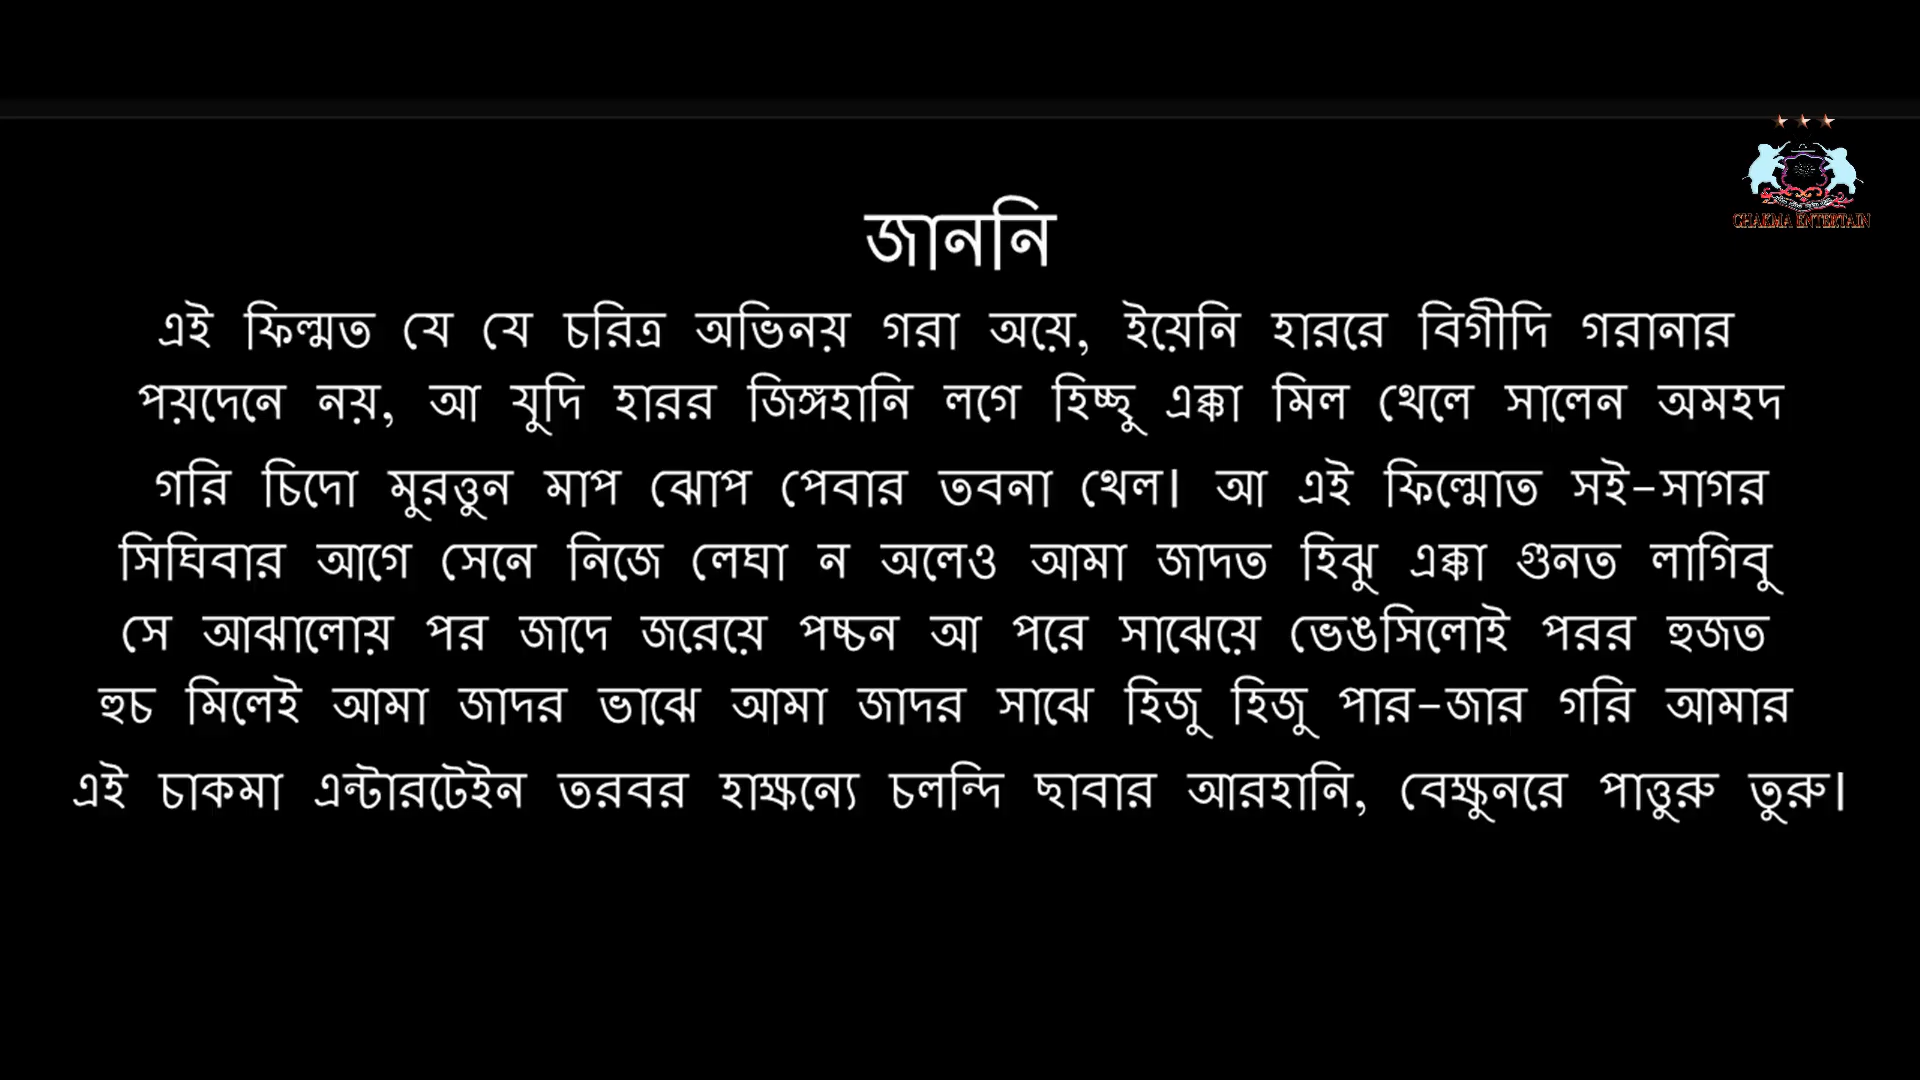 CHAKMA ENTERTAIN
জাননি
এই ফিল্মত যে যে চরিত্র অভিনয় গরা অয়ে, ইয়েনি হাররে বিগীদি গরানার
পয়দেনে নয়, আ যুদি হারর জিঙ্গহানি লগে হিচ্ছু এক্কা মিল থেলে সালেন অমহদ
গরি চিদো মুরত্তুন মাপ ঝোপ পেবার তবনা থেল। আ এই ফিল্মোত সই-সাগর
সিঘিবার আগে সেনে নিজে লেঘা ন অলেও আমা জাদত হিঝু এক্কা গুনত লাগিবু
সে আঝালোয় পর জাদে জরেয়ে পচ্চন আ পরে সাঝেয়ে ভেঙসিলোই পরর হুজত
হুচ মিলেই আমা জাদর ভাঝে আমা জাদর সাঝে হিজু হিজু পার-জার গরি আমার
এই চাকমা এন্টারটেইন তরবর হাক্ষন্যে চলন্দি ছাবার আরহানি, বেক্ষুনরে পাত্তুরু তুরু।